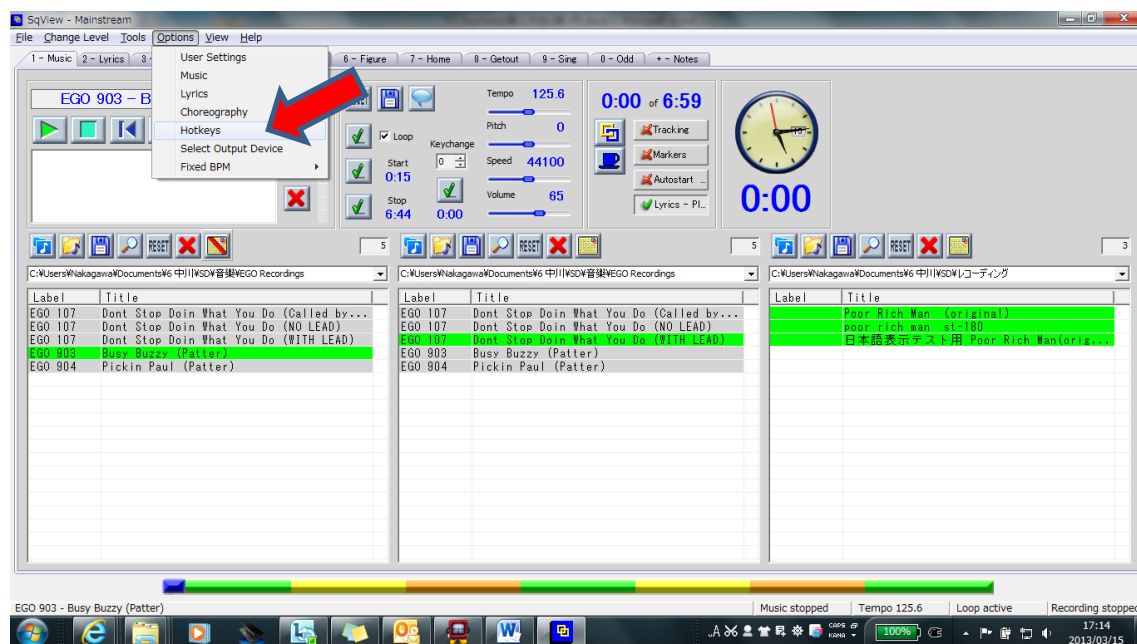 SqView - Mainstream
File Change Level Tools Options View Help
1 - Music 2 - Lyrics 3 - 6 - Figure 7 - Home 8 - Getout 9 - Sing 0 - Odd + - Notes
User Settings
Music
Lyrics
Choreography
Hotkeys
Select Output Device
Fixed BPM
EGO 903 - B
Loop
Keychange
0
Start
0:15
Stop
6:44 0:00
Tempo 125.6
Pitch 0
Speed 44100
Volume 65
0:00 of 6:59
Tracking
Markers
Autostart ..
Lyrics - Pl..
0:00
RESET 5
RESET 5
RESET 3
C:¥Users¥Nakagawa¥Documents¥6 中川¥SD¥音楽¥EGO Recordings
C:¥Users¥Nakagawa¥Documents¥6 中川¥SD¥音楽¥EGO Recordings
C:¥Users¥Nakagawa¥Documents¥6 中川¥SD¥レコーディング
Label Title
EGO 107 Dont Stop Doin What You Do (Called by...
EGO 107 Dont Stop Doin What You Do (NO LEAD)
EGO 107 Dont Stop Doin What You Do (WITH LEAD)
EGO 903 Busy Buzzy (Patter)
EGO 904 Pickin Paul (Patter)
Label Title
EGO 107 Dont Stop Doin What You Do (Called by...
EGO 107 Dont Stop Doin What You Do (NO LEAD)
EGO 107 Dont Stop Doin What You Do (WITH LEAD)
EGO 903 Busy Buzzy (Patter)
EGO 904 Pickin Paul (Patter)
Label Title
Poor Rich Man (original)
poor rich man st-180
日本語表示テスト用 Poor Rich Man(orig...
EGO 903 - Busy Buzzy (Patter)
Music stopped Tempo 125.6 Loop active Recording stopped
A CAPS KANA 100%
17:14
2013/03/15